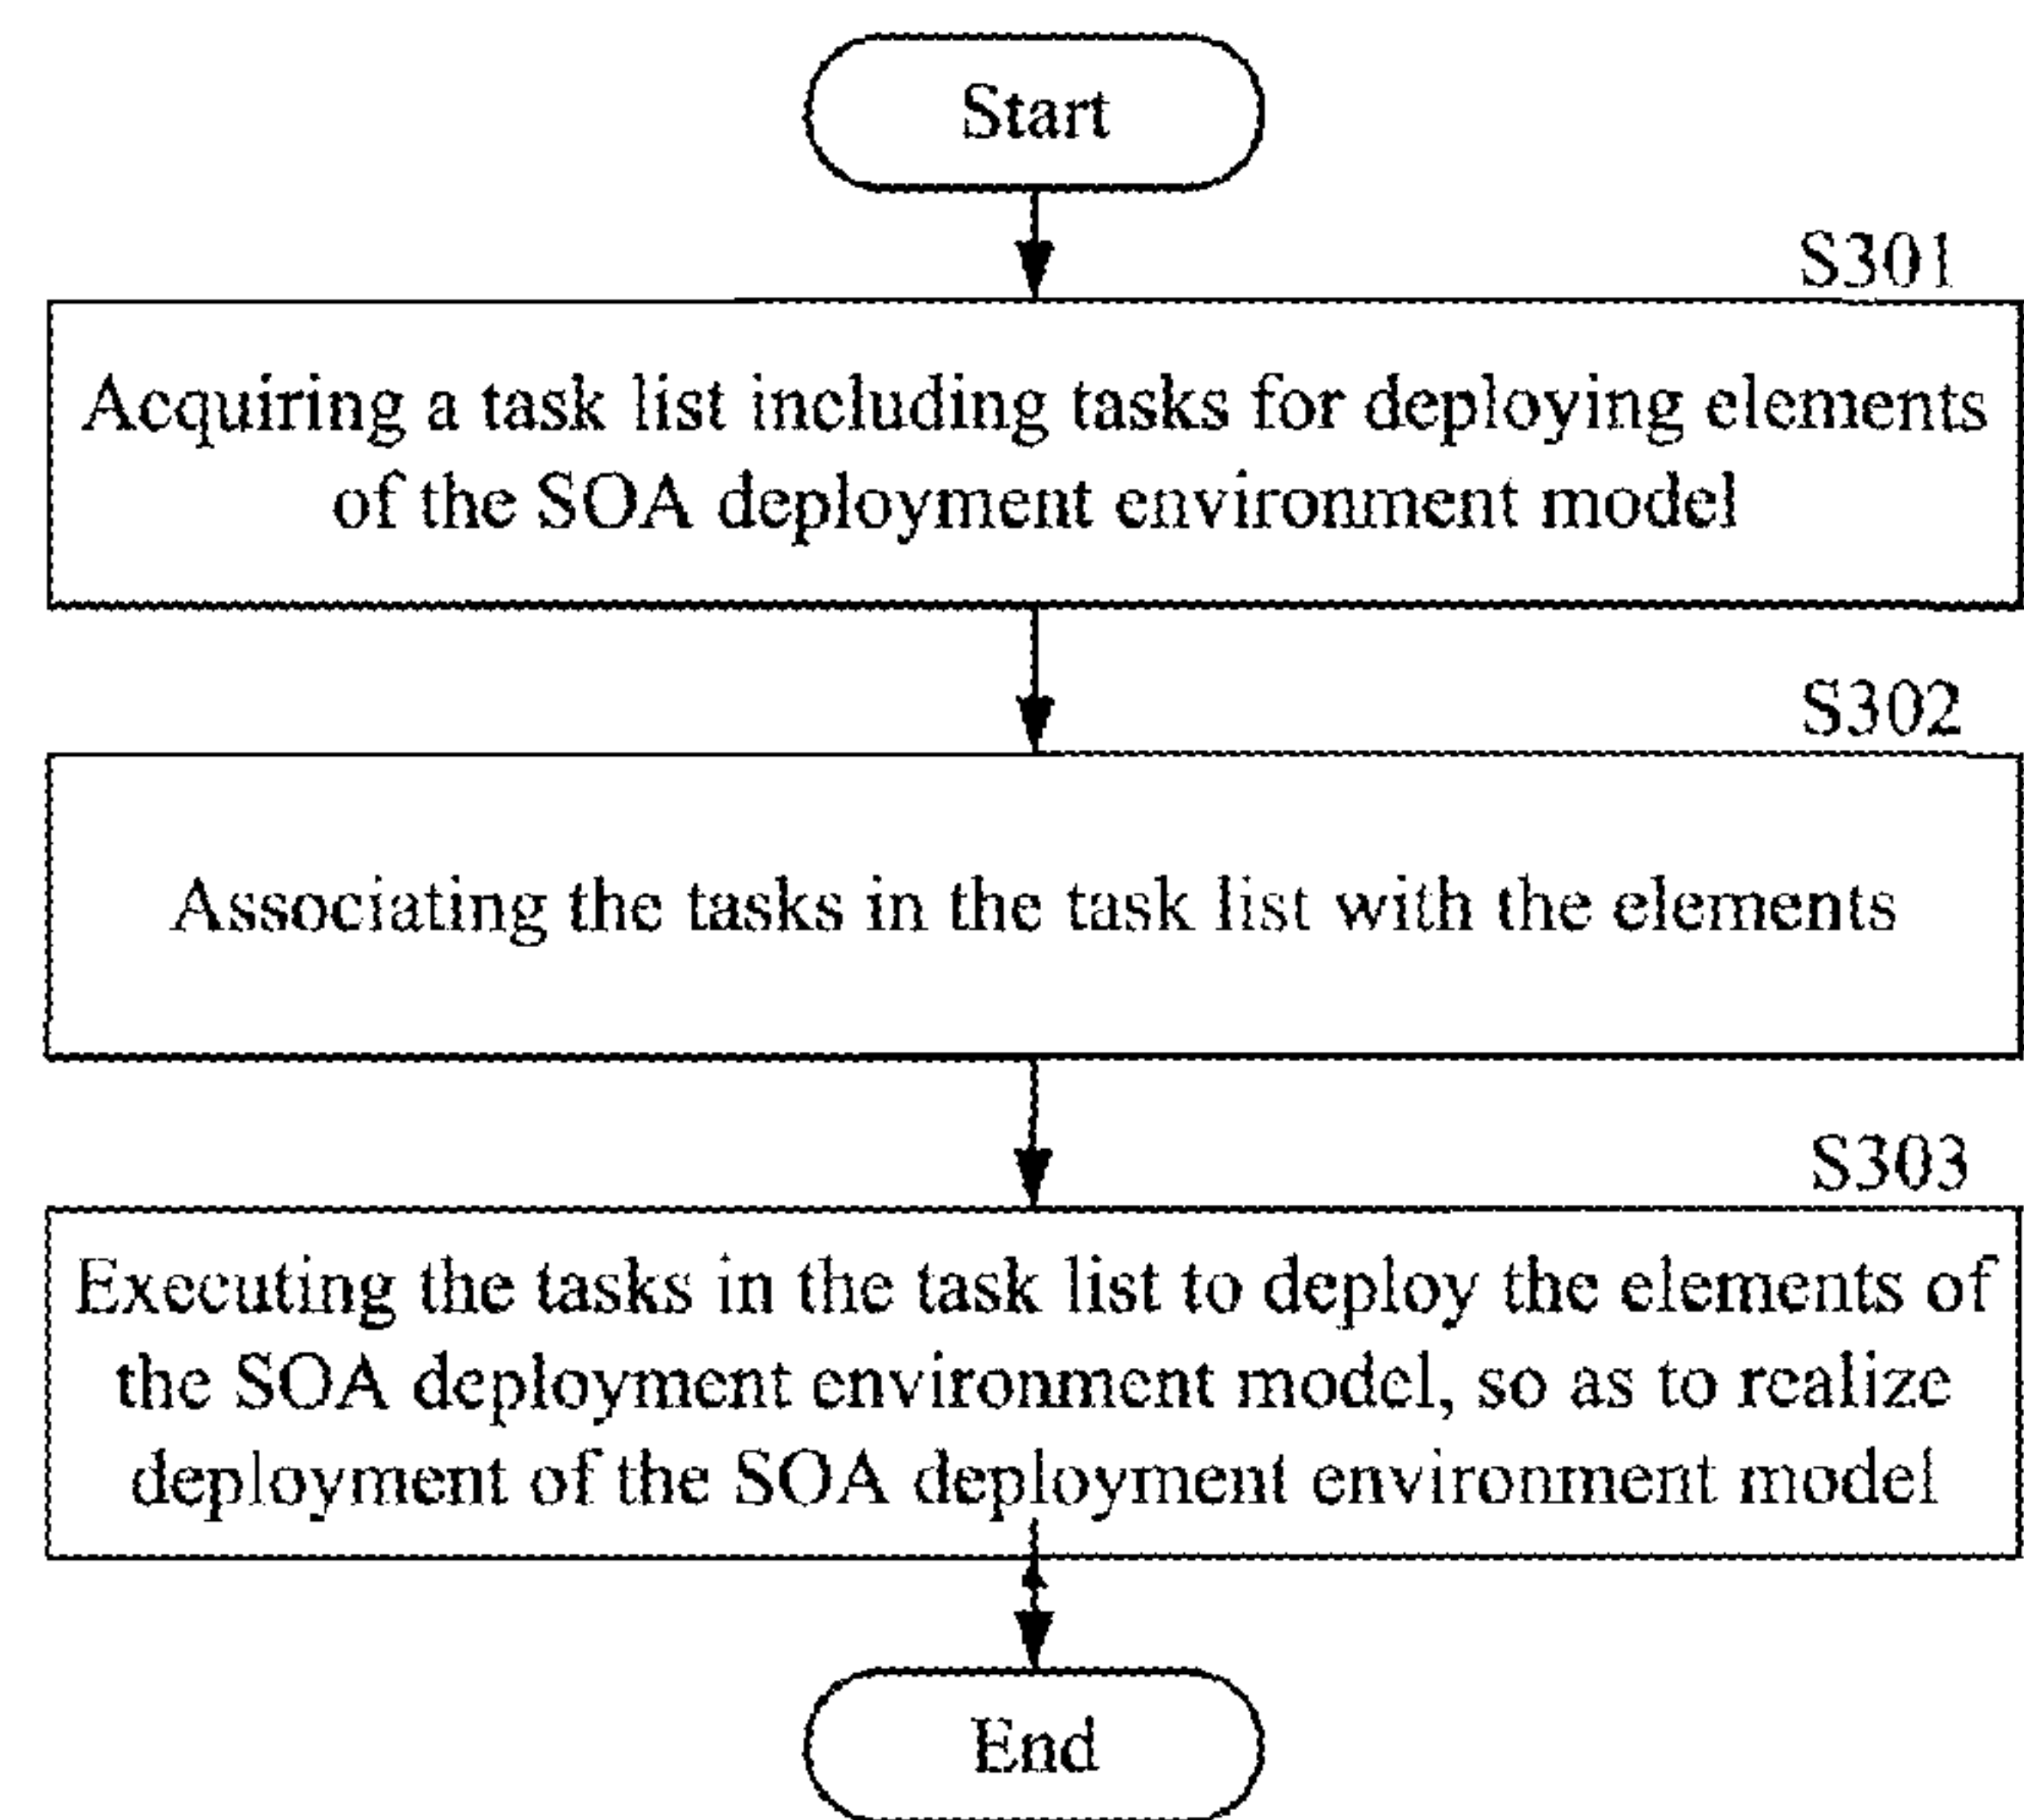 Start
S301
Acquiring a task list including tasks for deploying elements
of the SOA deployment environment model
S302
Associating the tasks in the task list with the elements
S303
Executing the tasks in the task list to deploy the elements of
the SOA deployment environment model, so as to realize
deployment of the SOA deployment environment model
End